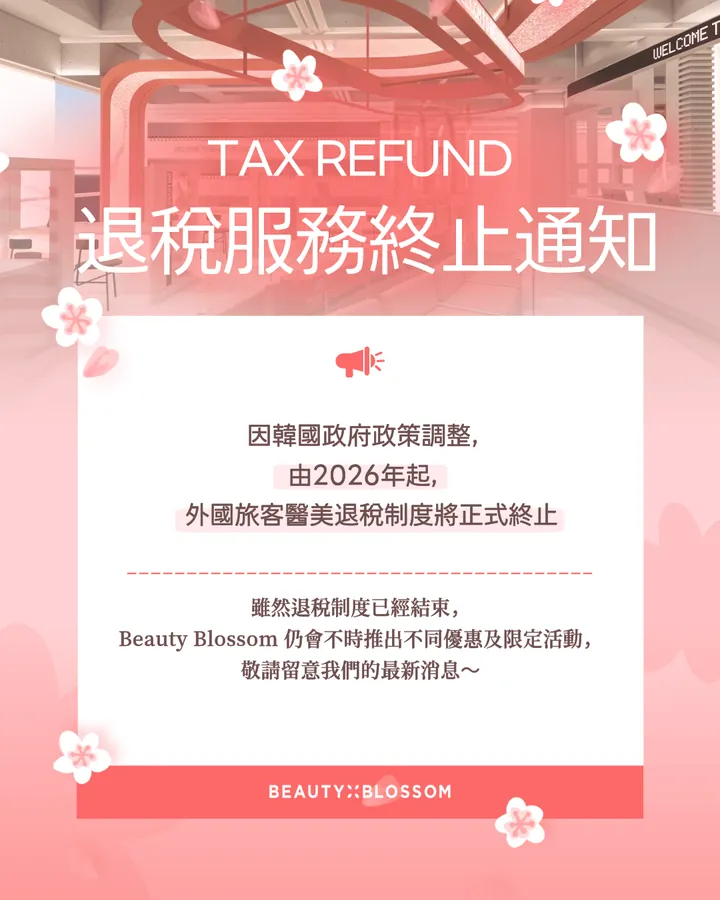 WELCOME T
TAX REFUND
退稅服務終止通知
因韓國政府政策調整,
由2026年起,
外國旅客醫美退稅制度將正式終止
雖然退稅制度已經結束，
Beauty Blossom 仍會不時推出不同優惠及限定活動，
敬請留意我們的最新消息～
BEAUTY BLOSSOM